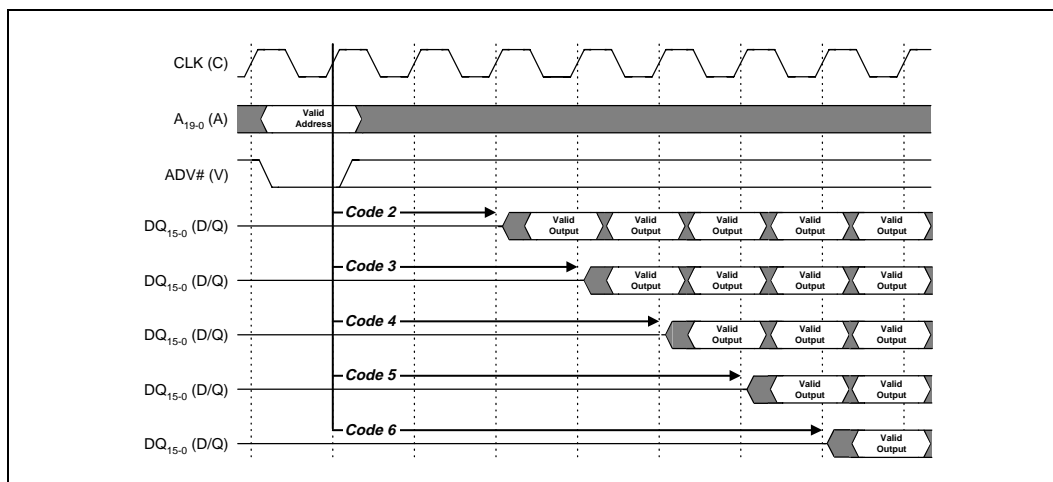 CLK (C)
A19-0 (A)
Valid
Address
ADV# (V)
Code 2
DQ15-0 (D/Q)
Valid
Output
Valid
Output
Valid
Output
Valid
Output
Valid
Output
Code 3
DQ15-0 (D/Q)
Valid
Output
Valid
Output
Valid
Output
Valid
Output
Code 4
DQ15-0 (D/Q)
Valid
Output
Valid
Output
Valid
Output
Code 5
DQ15-0 (D/Q)
Valid
Output
Valid
Output
Code 6
DQ15-0 (D/Q)
Valid
Output